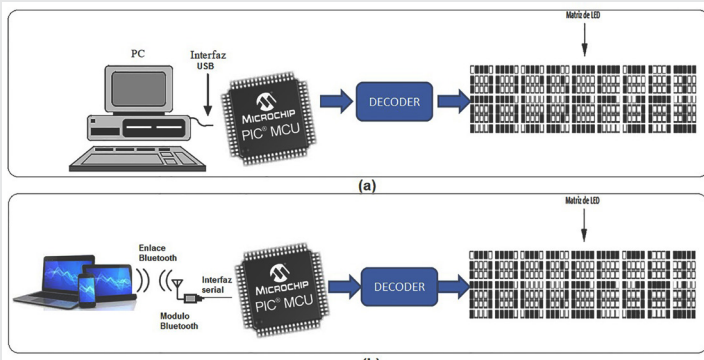 Matriz de LED
PC
Interfaz
USB
MICROCHIP
PIC® MCU
DECODER
(a)
Matriz de LED
Enlace
Bluetooth
Interfaz
serial
Modulo
Bluetooth
MICROCHIP
PIC® MCU
DECODER